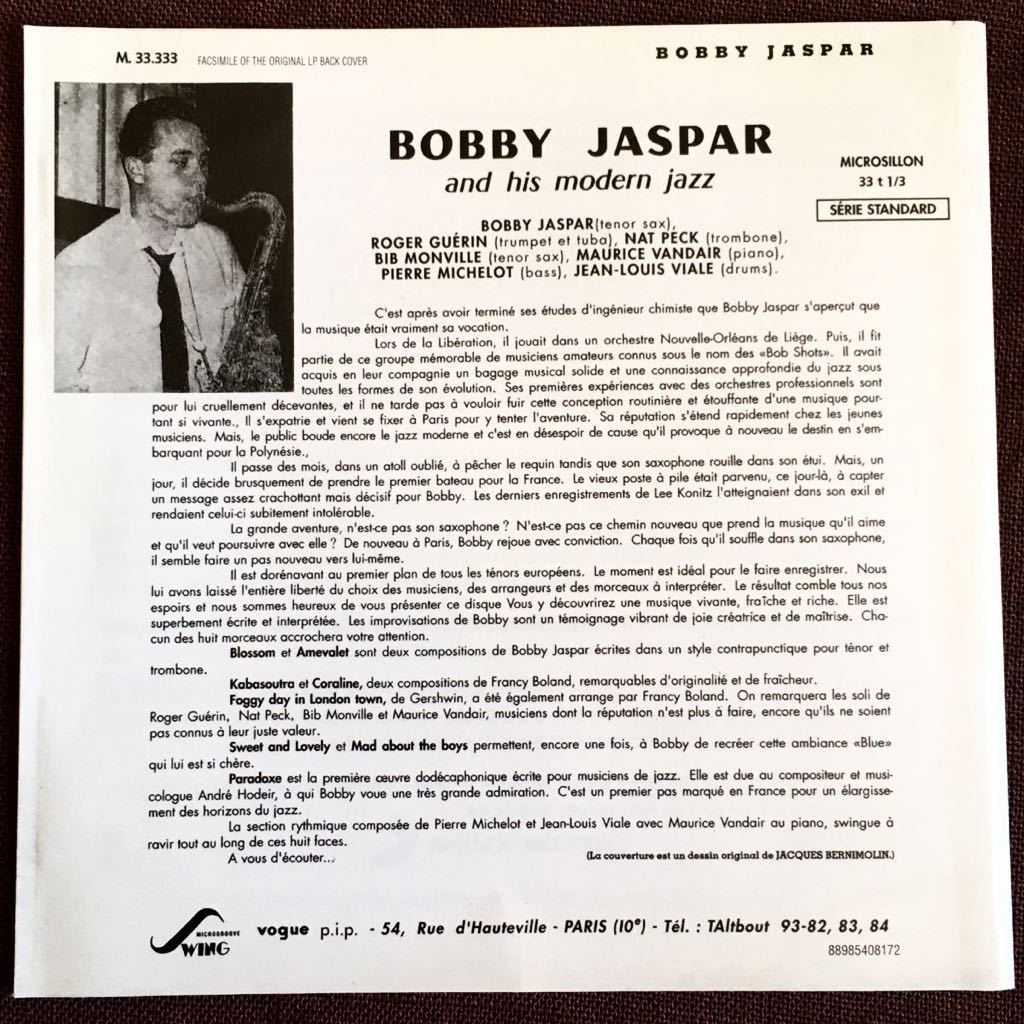 M. 33.333 FACSIMILE OF THE ORIGINAL LP BACK COVER
BOBBY JASPAR
BOBBY JASPAR
and his modern jazz
MICROSILLON
33 t 1/3
SÉRIE STANDARD
BOBBY JASPAR(tenor sax),
ROGER GUÉRIN (trumpet et tuba), NAT PECK (trombone),
BIB MONVILLE (tenor sax), MAURICE VANDAIR (piano),
PIERRE MICHELOT (bass), JEAN-LOUIS VIALE (drums).
C'est après avoir terminé ses études d'ingénieur chimiste que Bobby Jaspar s'aperçut que
la musique était vraiment sa vocation.
Lors de la Libération, il jouait dans un orchestre Nouvelle-Orléans de Liège. Puis, il fit
partie de ce groupe mémorable de musiciens amateurs connus sous le nom des «Bob Shots». Il avait
acquis en leur compagnie un bagage musical solide et une connaissance approfondie du jazz sous
toutes les formes de son évolution. Ses premières expériences avec des orchestres professionnels sont
pour lui cruellement décevantes, et il ne tarde pas à vouloir fuir cette conception routinière et étouffante d'une musique pour-
tant si vivante., Il s'expatrie et vient se fixer à Paris pour y tenter l'aventure. Sa réputation s'étend rapidement chez les jeunes
musiciens. Mais, le public boude encore le jazz moderne et c'est en désespoir de cause qu'il provoque à nouveau le destin en s'em-
barquant pour la Polynésie.,
Il passe des mois, dans un atoll oublié, à pêcher le requin tandis que son saxophone rouille dans son étui. Mais, un
jour, il décide brusquement de prendre le premier bateau pour la France. Le vieux poste à pile était parvenu, ce jour-là, à capter
un message assez crachottant mais décisif pour Bobby. Les derniers enregistrements de Lee Konitz l'atteignaient dans son exil et
rendaient celui-ci subitement intolérable.
La grande aventure, n'est-ce pas son saxophone ? N'est-ce pas ce chemin nouveau que prend la musique qu'il aime
et qu'il veut poursuivre avec elle ? De nouveau à Paris, Bobby rejoue avec conviction. Chaque fois qu'il souffle dans son saxophone,
il semble faire un pas nouveau vers lui-même.
Il est dorénavant au premier plan de tous les ténors européens. Le moment est idéal pour le faire enregistrer. Nous
lui avons laissé l'entière liberté du choix des musiciens, des arrangeurs et des morceaux à interpréter. Le résultat comble tous nos
espoirs et nous sommes heureux de vous présenter ce disque Vous y découvrirez une musique vivante, fraîche et riche. Elle est
superbement écrite et interprétée. Les improvisations de Bobby sont un témoignage vibrant de joie créatrice et de maîtrise. Cha-
cun des huit morceaux accrochera votre attention.
Blossom et Amevalet sont deux compositions de Bobby Jaspar écrites dans un style contrapunctique pour ténor et
trombone.
Kabasoutra et Coraline, deux compositions de Francy Boland, remarquables d'originalité et de fraîcheur.
Foggy day in London town, de Gershwin, a été également arrange par Francy Boland. On remarquera les soli de
Roger Guérin, Nat Peck, Bib Monville et Maurice Vandair, musiciens dont la réputation n'est plus à faire, encore qu'ils ne soient
pas connus à leur juste valeur.
Sweet and Lovely et Mad about the boys permettent, encore une fois, à Bobby de recréer cette ambiance «Blue»
qui lui est si chère.
Paradoxe est la première œuvre dodécaphonique écrite pour musiciens de jazz. Elle est due au compositeur et musi-
cologue André Hodeir, à qui Bobby voue une très grande admiration. C'est un premier pas marqué en France pour un élargisse-
ment des horizons du jazz.
La section rythmique composée de Pierre Michelot et Jean-Louis Viale avec Maurice Vandair au piano, swingue à
ravir tout au long de ces huit faces.
A vous d'écouter...
(La couverture est un dessin original de JACQUES BERNIMOLIN.)
MICROGROOVE
SWING
vogue p.i.p. - 54, Rue d'Hauteville - PARIS (10e) - Tél. : TAItbout 93-82, 83, 84
88985408172